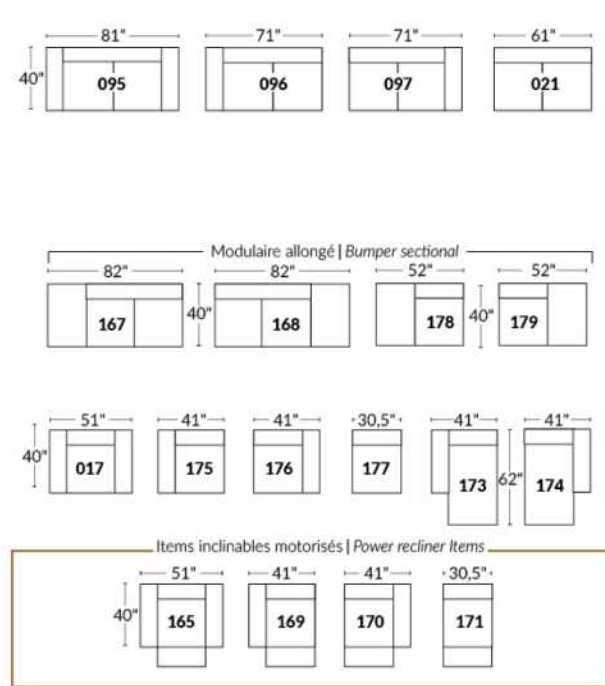 81" 71" 71" 61"
40" 095 096 097 021
Modulaire allongé | Bumper sectional
82" 82" 52" 52"
167 40" 168 178 40" 179
51" 41" 41" 30,5" 41" 41"
40" 017 175 176 177 173 62" 174
Items inclinables motorisés | Power recliner Items
51" 41" 41" 30,5"
40" 165 169 170 171